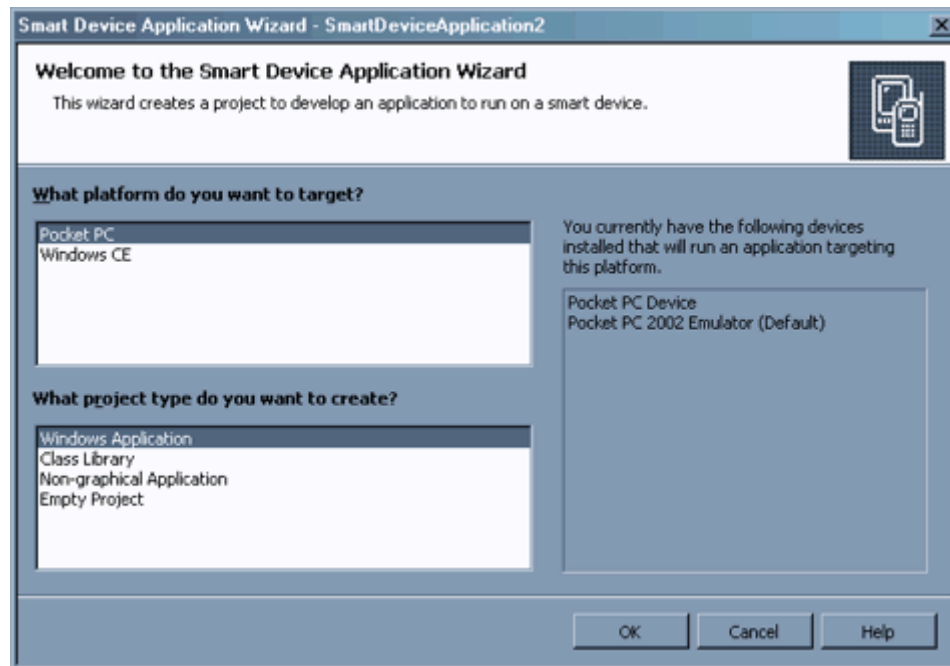 Smart Device Application Wizard - SmartDeviceApplication2
Welcome to the Smart Device Application Wizard
This wizard creates a project to develop an application to run on a smart device.
What platform do you want to target?
Pocket PC
Windows CE
You currently have the following devices
installed that will run an application targeting
this platform.
Pocket PC Device
Pocket PC 2002 Emulator (Default)
What project type do you want to create?
Windows Application
Class Library
Non-graphical Application
Empty Project
OK
Cancel
Help